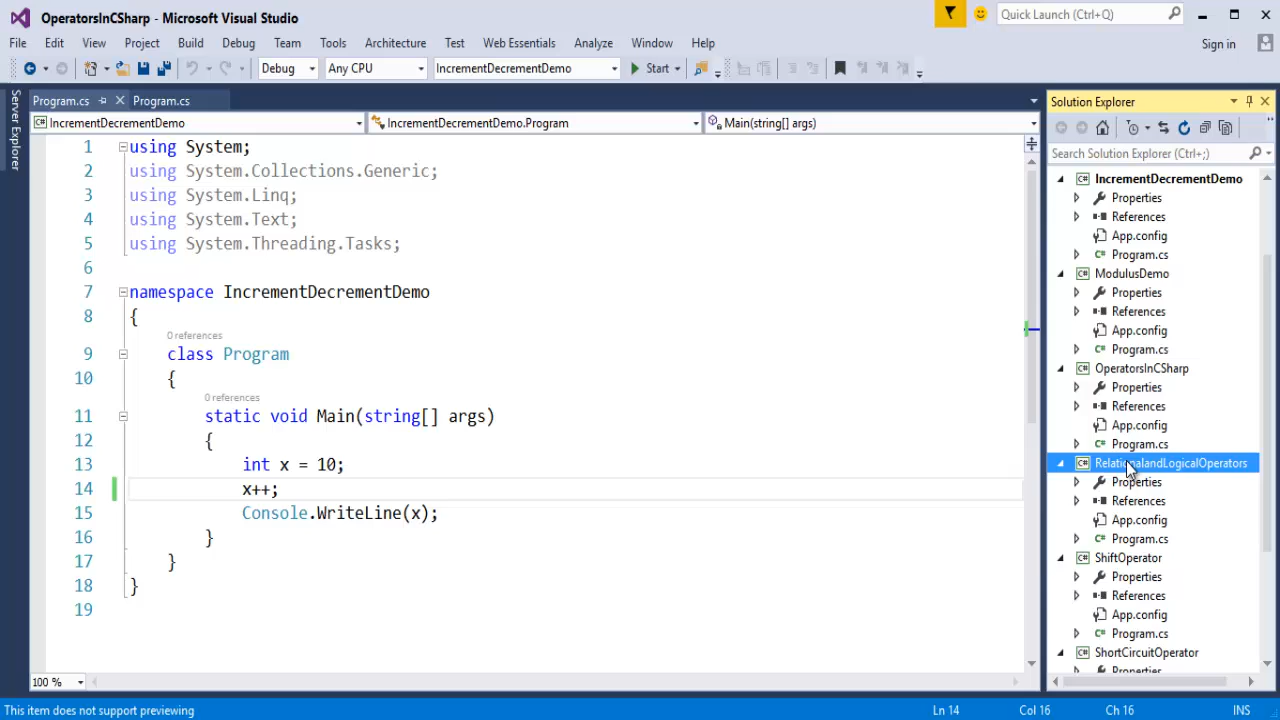 OperatorsInCSharp - Microsoft Visual Studio
Quick Launch (Ctrl+Q)
File Edit View Project Build Debug Team Tools Architecture Test Web Essentials Analyze Window Help
Sign in
Debug Any CPU IncrementDecrementDemo Start
Server Explorer
Program.cs Program.cs
IncrementDecrementDemo IncrementDecrementDemo.Program Main(string[] args)
1 using System;
2 using System.Collections.Generic;
3 using System.Linq;
4 using System.Text;
5 using System.Threading.Tasks;
6
7 namespace IncrementDecrementDemo
8 {
0 references
9 class Program
10 {
0 references
11 static void Main(string[] args)
12 {
13 int x = 10;
14 x++;
15 Console.WriteLine(x);
16 }
17 }
18 }
19
100 %
Solution Explorer
Search Solution Explorer (Ctrl+;)
C# IncrementDecrementDemo
Properties
References
App.config
C# Program.cs
C# ModulusDemo
Properties
References
App.config
C# Program.cs
C# OperatorsInCSharp
Properties
References
App.config
C# Program.cs
C# RelationalandLogicalOperators
Properties
References
App.config
C# Program.cs
C# ShiftOperator
Properties
References
App.config
C# Program.cs
C# ShortCircuitOperator
Properties
This item does not support previewing Ln 14 Col 16 Ch 16 INS